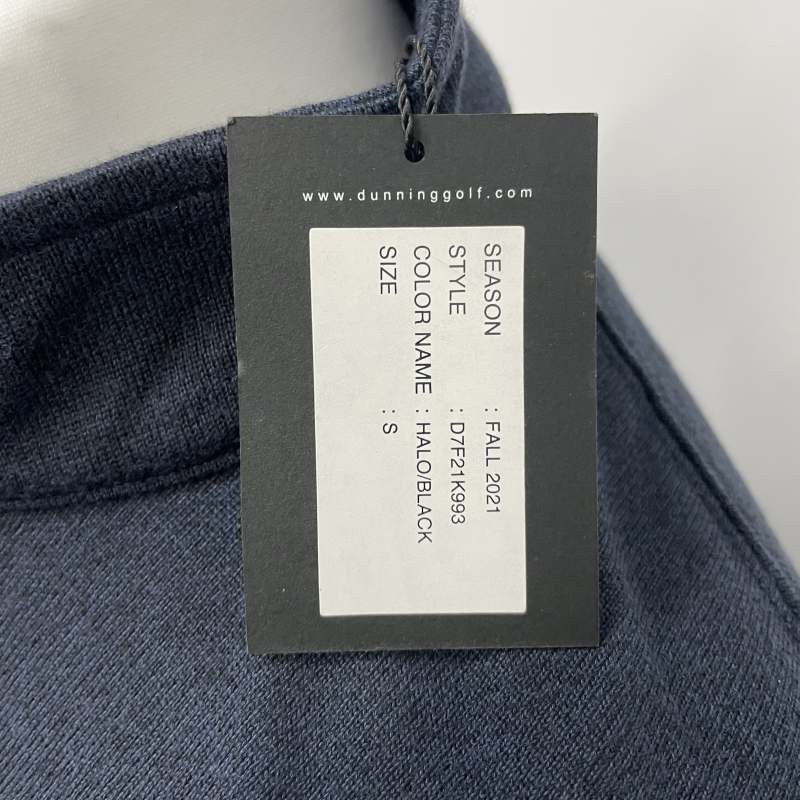 www.dunninggolf.com
SEASON : FALL 2021
STYLE : D7F21K993
COLOR NAME : HALO/BLACK
SIZE : S